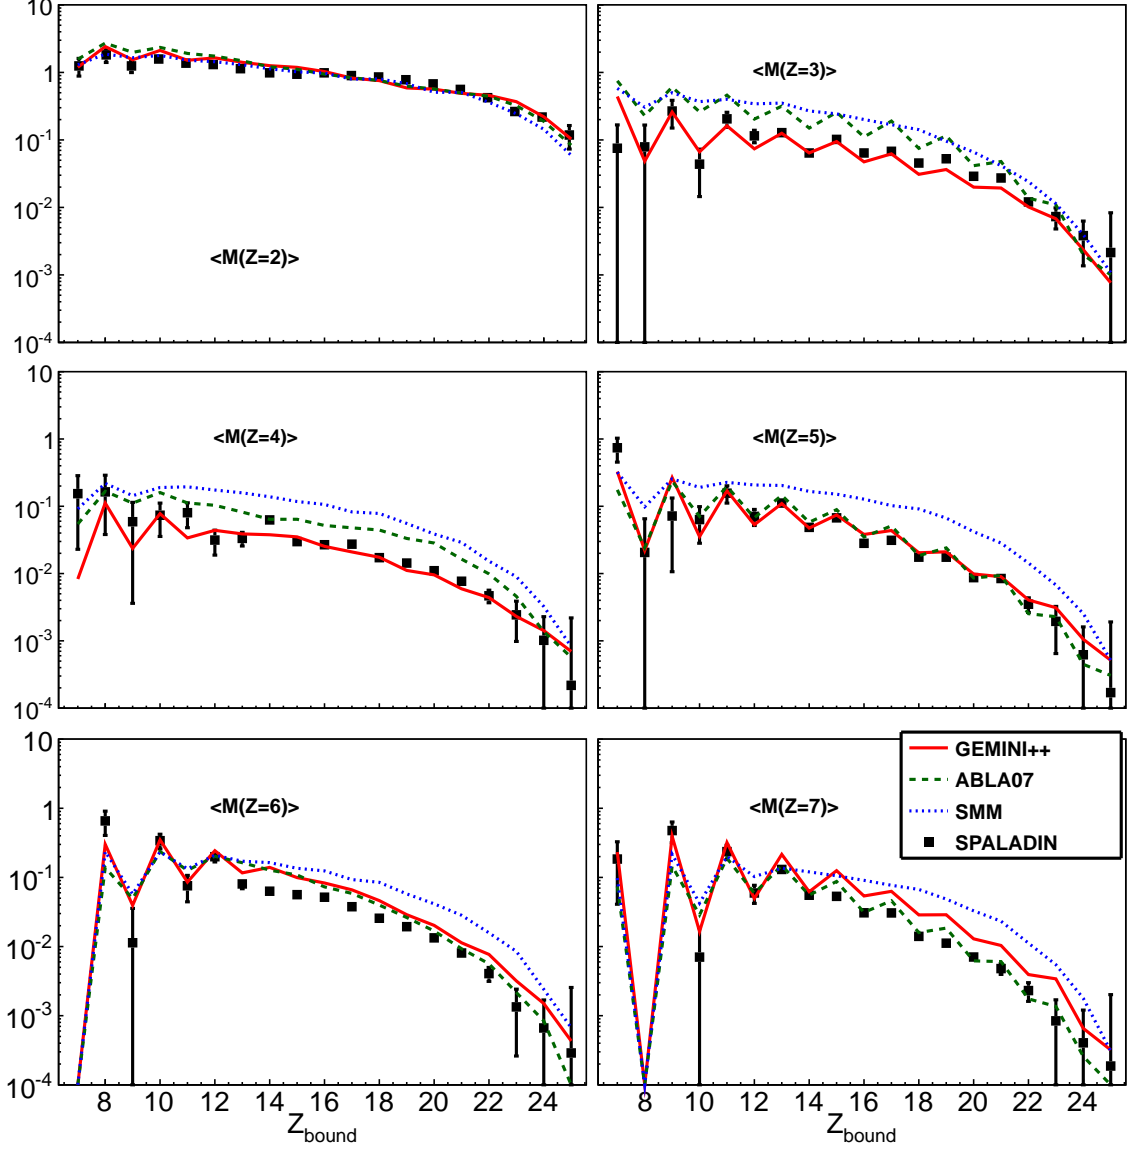 10
1
10⁻¹
10⁻²
10⁻³
10⁻⁴
<M(Z=2)>
<M(Z=3)>
10
1
10⁻¹
10⁻²
10⁻³
10⁻⁴
<M(Z=4)>
<M(Z=5)>
10
1
10⁻¹
10⁻²
10⁻³
10⁻⁴
<M(Z=6)>
<M(Z=7)>
GEMINI++
ABLA07
SMM
SPALADIN
8 10 12 14 16 18 20 22 24
8 10 12 14 16 18 20 22 24
Z_bound
Z_bound